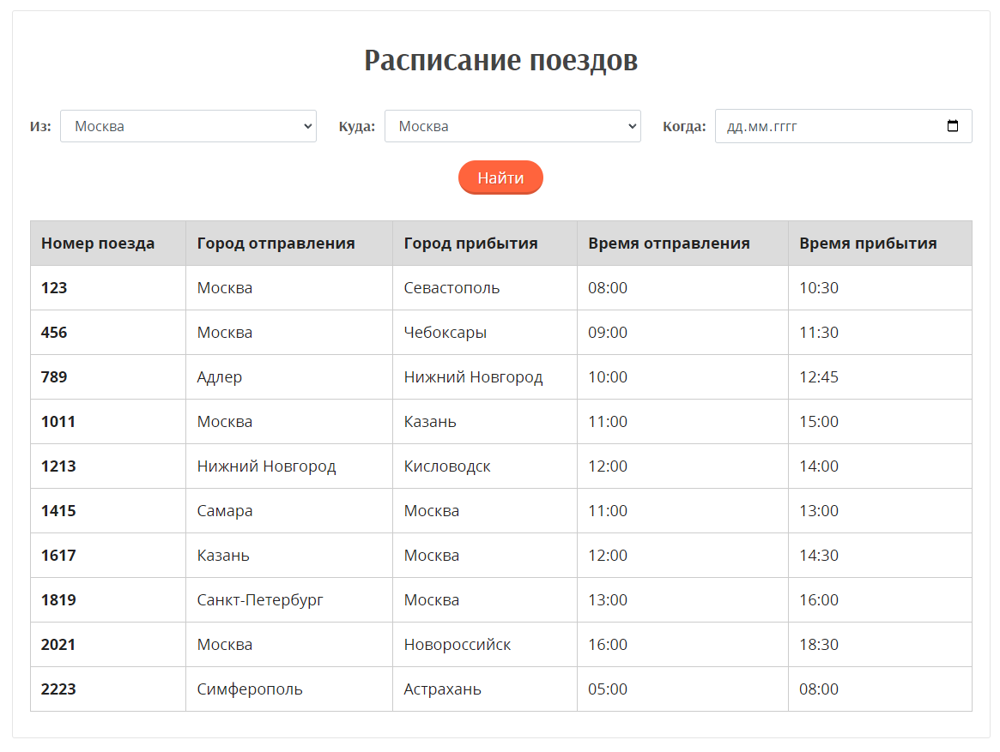 Расписание поездов
Из: Москва Куда: Москва Когда: дд.мм.гггг
Найти
Номер поезда Город отправления Город прибытия Время отправления Время прибытия
123 Москва Севастополь 08:00 10:30
456 Москва Чебоксары 09:00 11:30
789 Адлер Нижний Новгород 10:00 12:45
1011 Москва Казань 11:00 15:00
1213 Нижний Новгород Кисловодск 12:00 14:00
1415 Самара Москва 11:00 13:00
1617 Казань Москва 12:00 14:30
1819 Санкт-Петербург Москва 13:00 16:00
2021 Москва Новороссийск 16:00 18:30
2223 Симферополь Астрахань 05:00 08:00